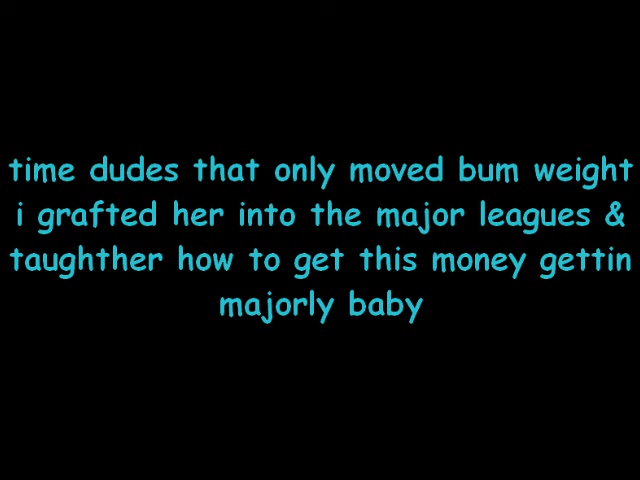 time dudes that only moved bum weight
i grafted her into the major leagues &
taughther how to get this money gettin
majorly baby